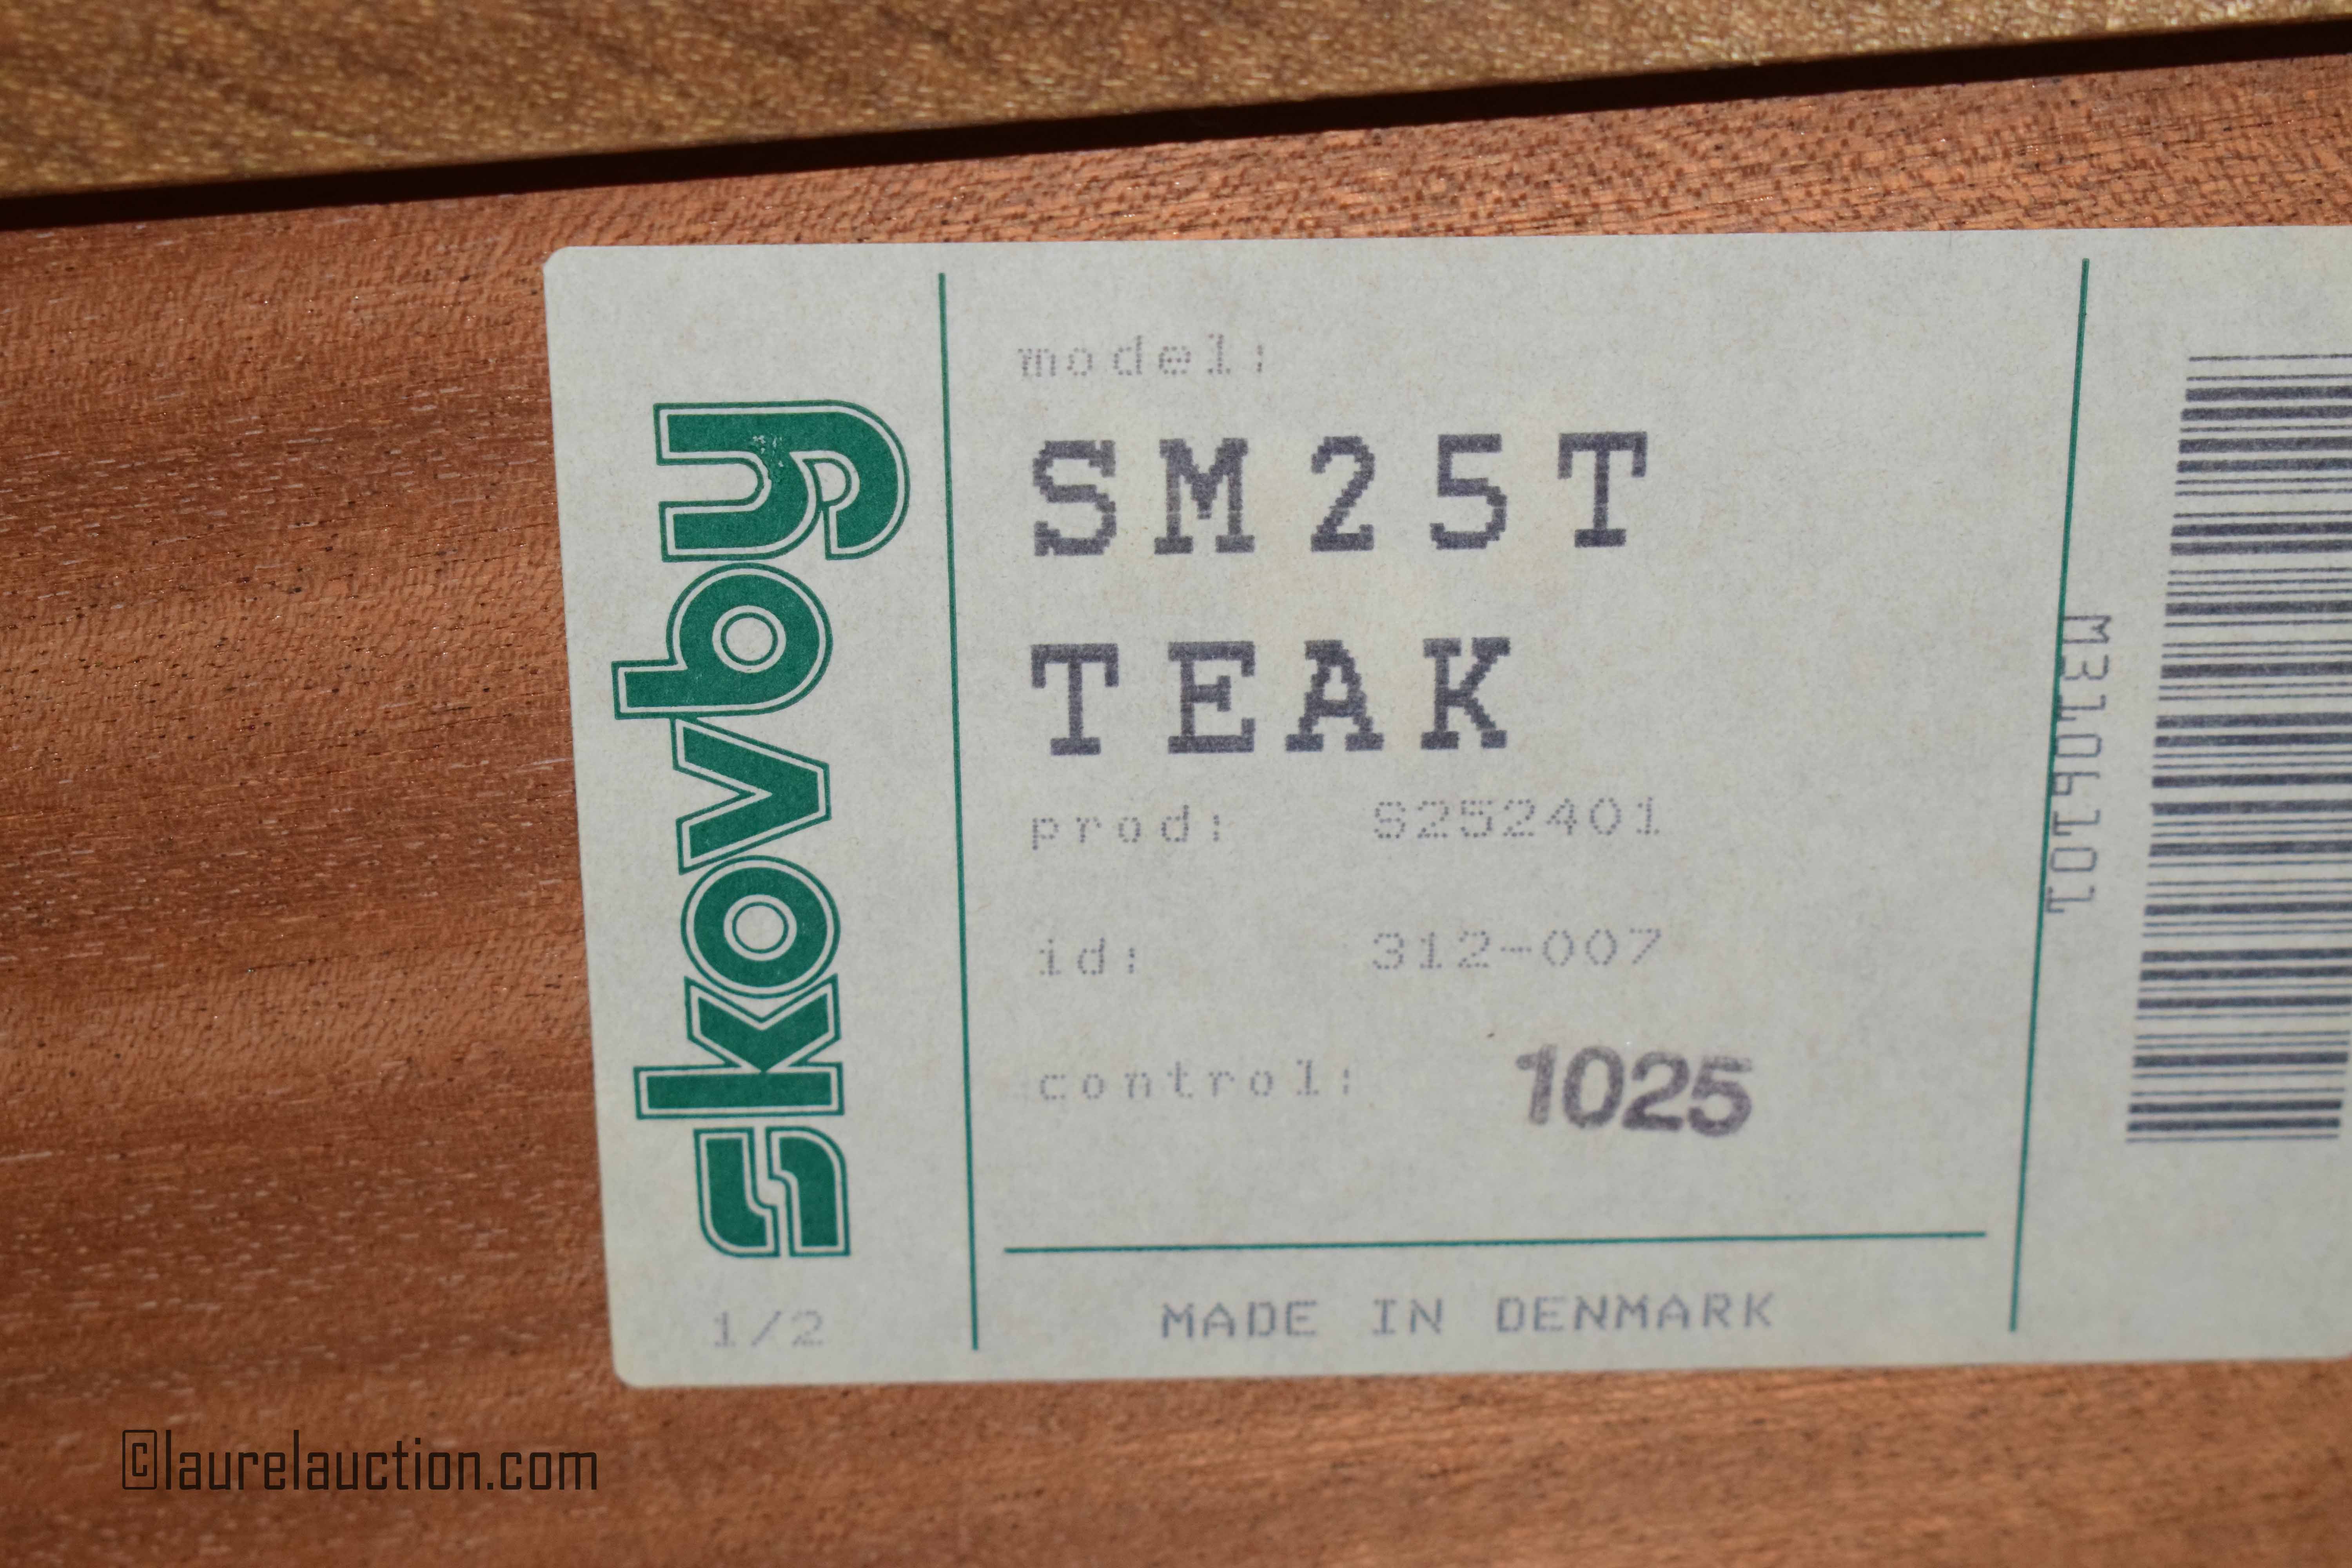 skovby
1/2
model:
SM25T
TEAK
prod: S252401
id: 312-007
control: 1025
MADE IN DENMARK
M3106101
©laurelauction.com